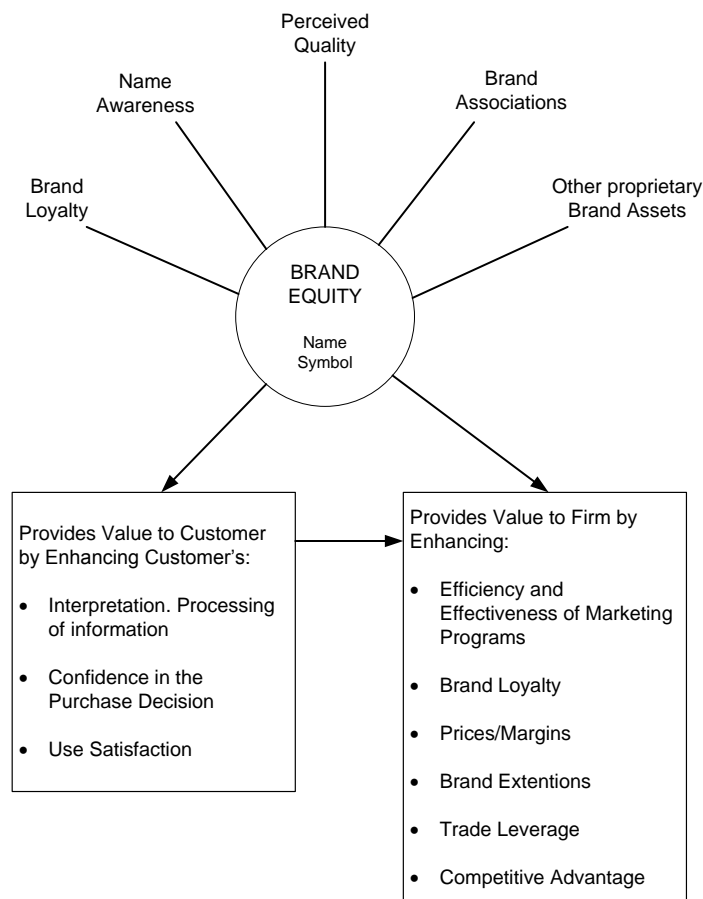 Perceived
Quality
Name
Awareness
Brand
Associations
Brand
Loyalty
Other proprietary
Brand Assets
BRAND
EQUITY
Name
Symbol
Provides Value to Customer
by Enhancing Customer's:
• Interpretation. Processing
of information
• Confidence in the
Purchase Decision
• Use Satisfaction
Provides Value to Firm by
Enhancing:
• Efficiency and
Effectiveness of Marketing
Programs
• Brand Loyalty
• Prices/Margins
• Brand Extentions
• Trade Leverage
• Competitive Advantage